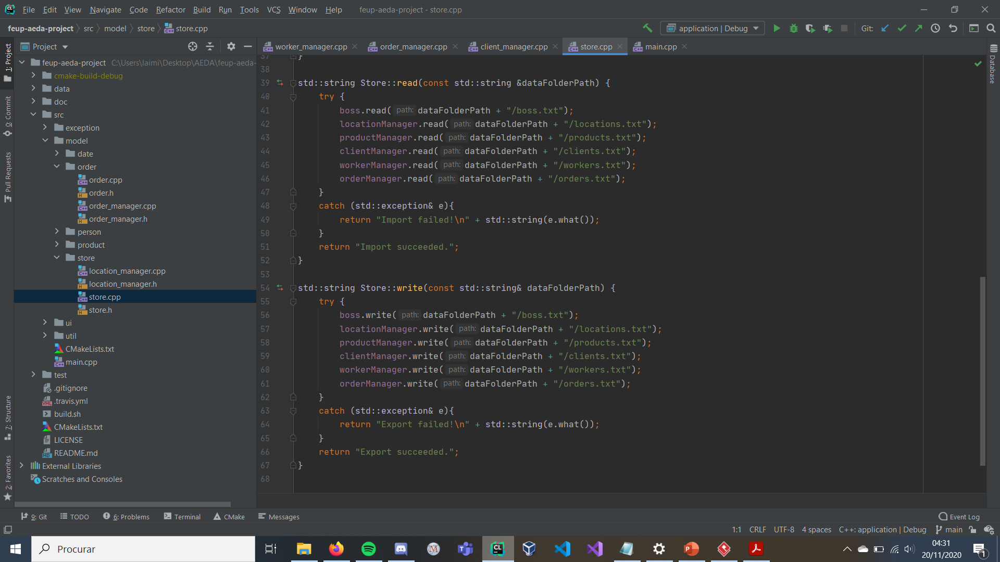 File Edit View Navigate Code Refactor Build Run Tools VCS Window Help feup-aeda-project - store.cpp
feup-aeda-project src model store store.cpp application | Debug Git:
Project
worker_manager.cpp order_manager.cpp client_manager.cpp store.cpp main.cpp
1: Project
0: Commit
Pull Requests
7: Structure
2: Favorites
Database
feup-aeda-project C:\Users\laimi\Desktop\AEDA\feup-aeda-
cmake-build-debug
data
doc
src
exception
model
date
order
order.cpp
order.h
order_manager.cpp
order_manager.h
person
product
store
location_manager.cpp
location_manager.h
store.cpp
store.h
ui
util
CMakeLists.txt
main.cpp
test
.gitignore
.travis.yml
build.sh
CMakeLists.txt
LICENSE
README.md
External Libraries
Scratches and Consoles
37 }
38
39 std::string Store::read(const std::string &dataFolderPath) {
40 try {
41 boss.read( path: dataFolderPath + "/boss.txt");
42 locationManager.read( path: dataFolderPath + "/locations.txt");
43 productManager.read( path: dataFolderPath + "/products.txt");
44 clientManager.read( path: dataFolderPath + "/clients.txt");
45 workerManager.read( path: dataFolderPath + "/workers.txt");
46 orderManager.read( path: dataFolderPath + "/orders.txt");
47 }
48 catch (std::exception& e){
49 return "Import failed!\n" + std::string(e.what());
50 }
51 return "Import succeeded.";
52 }
53
54 std::string Store::write(const std::string& dataFolderPath) {
55 try {
56 boss.write( path: dataFolderPath + "/boss.txt");
57 locationManager.write( path: dataFolderPath + "/locations.txt");
58 productManager.write( path: dataFolderPath + "/products.txt");
59 clientManager.write( path: dataFolderPath + "/clients.txt");
60 workerManager.write( path: dataFolderPath + "/workers.txt");
61 orderManager.write( path: dataFolderPath + "/orders.txt");
62 }
63 catch (std::exception& e){
64 return "Export failed!\n" + std::string(e.what());
65 }
66 return "Export succeeded.";
67 }
68
9: Git TODO 6: Problems Terminal CMake Messages Event Log
1:1 CRLF UTF-8 4 spaces C++: application | Debug main
Procurar
04:31
20/11/2020
1